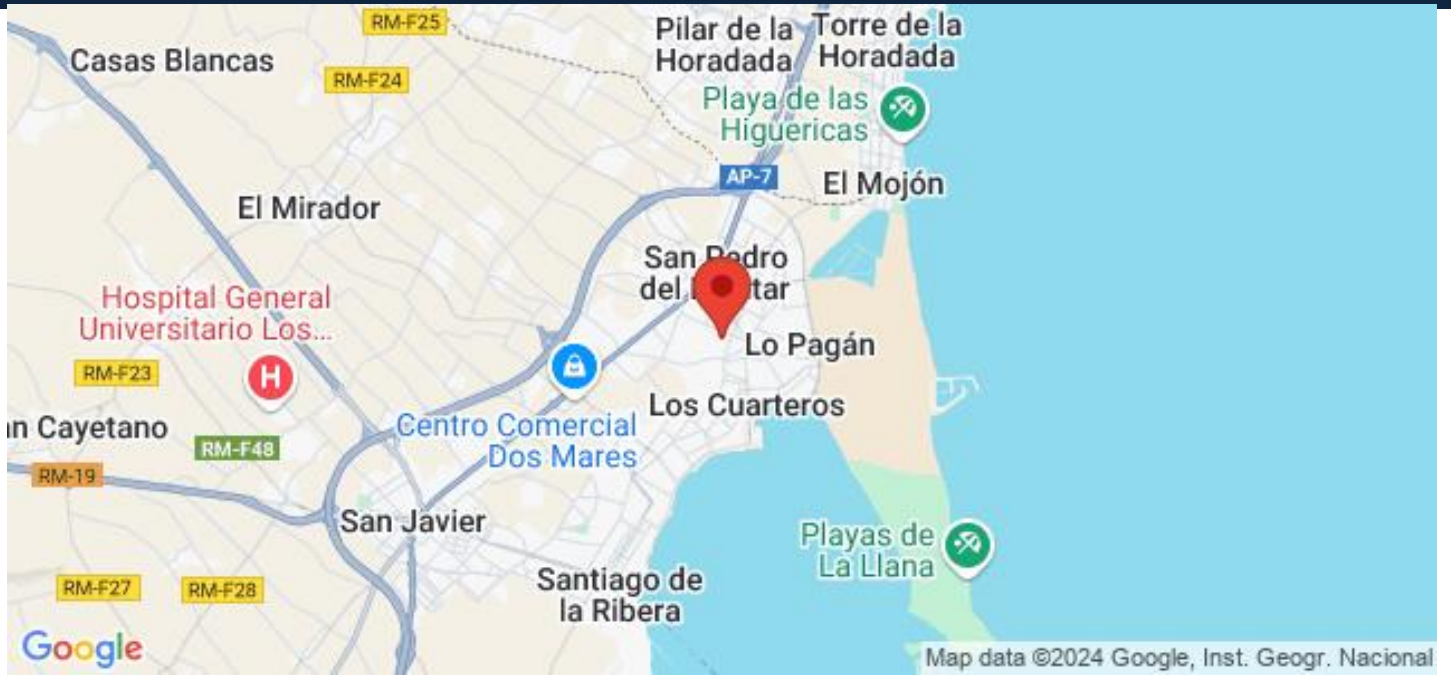 RM-F25
Pilar de la
Horadada
Torre de la
Horadada
Casas Blancas
RM-F24
Playa de las
Higuericas
AP-7
El Mojón
El Mirador
San Pedro
del
tar
Hospital General
Universitario Los...
H
Lo Pagán
RM-F23
Los Cuarteros
Centro Comercial
Dos Mares
n Cayetano
RM-F48
RM-19
San Javier
Playas de
La Llana
Santiago de
la Ribera
RM-F27
RM-F28
Google
Map data ©2024 Google, Inst. Geogr. Nacional